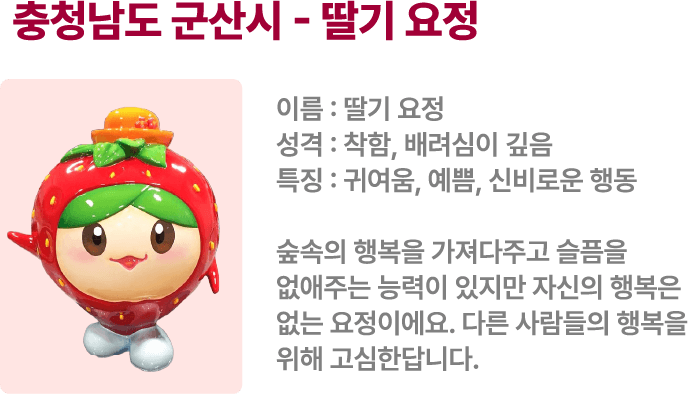 충청남도 군산시 - 딸기 요정
이름 : 딸기 요정
성격 : 착함, 배려심이 깊음
특징 : 귀여움, 예쁨, 신비로운 행동
숲속의 행복을 가져다주고 슬픔을
없애주는 능력이 있지만 자신의 행복은
없는 요정이에요. 다른 사람들의 행복을
위해 고심한답니다.